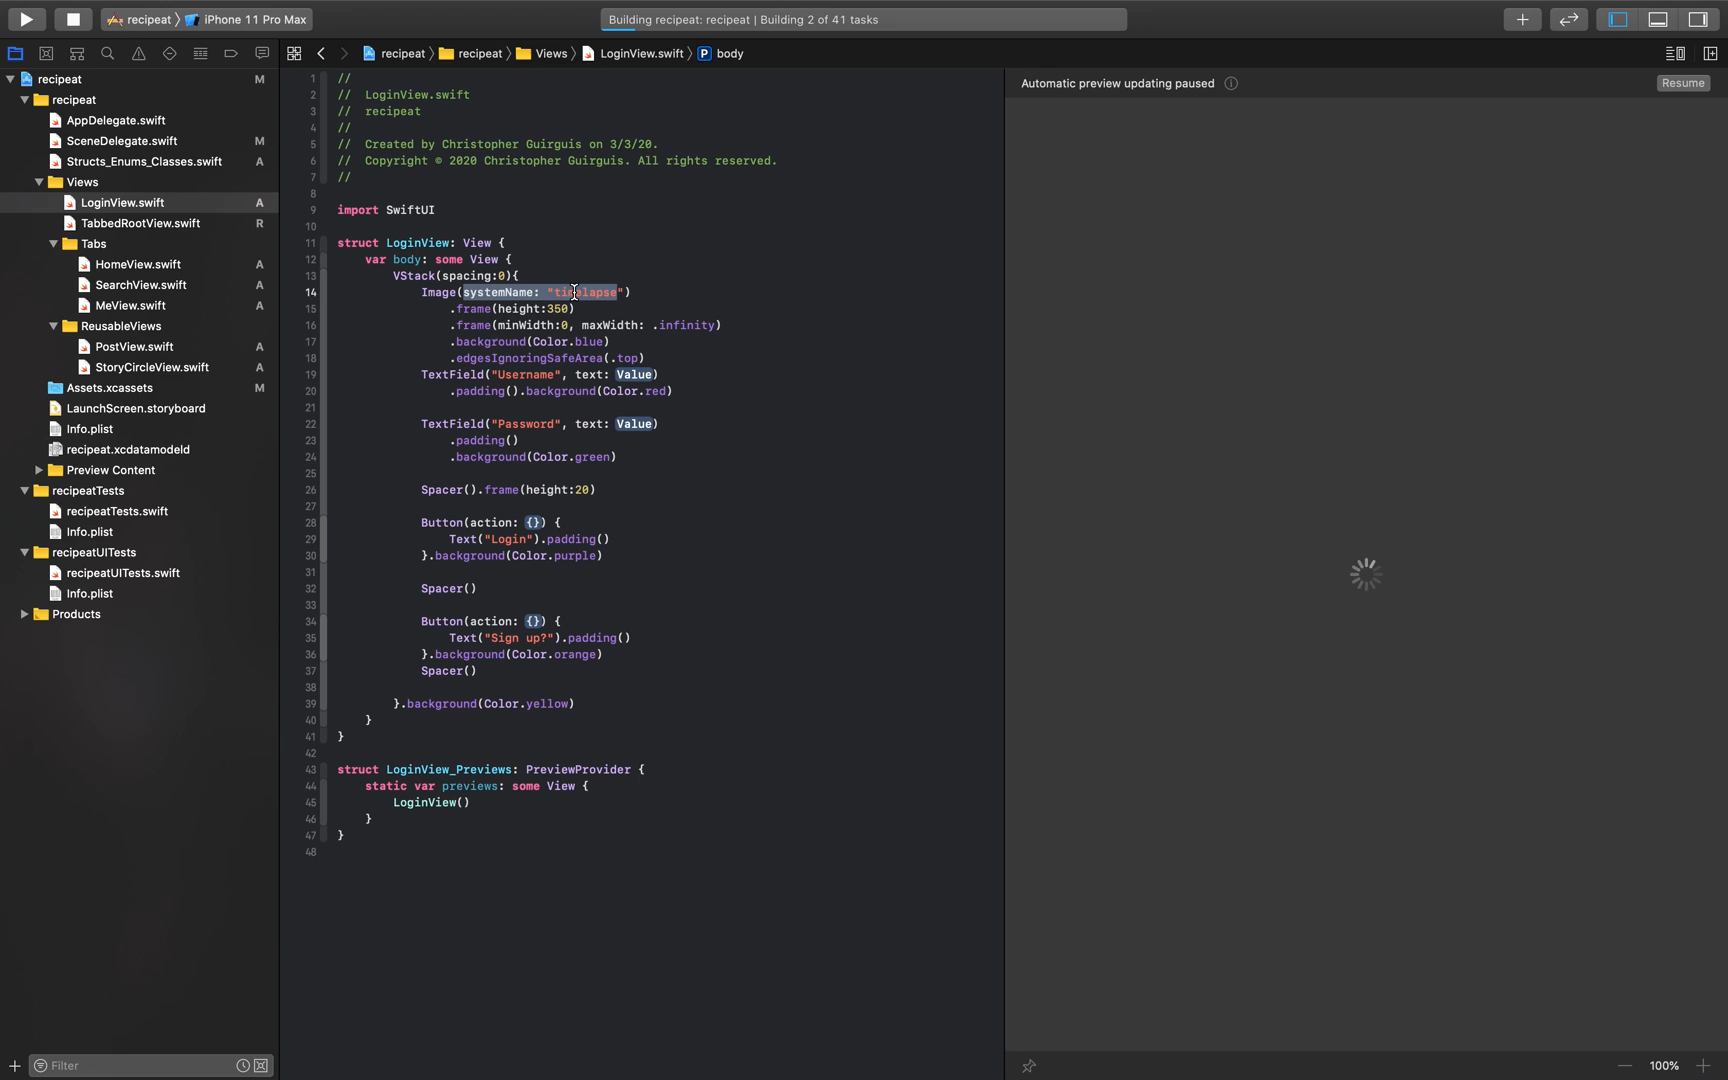 recipeat 〉 iPhone 11 Pro Max
Building recipeat: recipeat | Building 2 of 41 tasks
recipeat 〉 recipeat 〉 Views 〉 LoginView.swift 〉 P body
recipeat M
recipeat
AppDelegate.swift
SceneDelegate.swift M
Structs_Enums_Classes.swift A
Views
LoginView.swift A
TabbedRootView.swift R
Tabs
HomeView.swift A
SearchView.swift A
MeView.swift A
ReusableViews
PostView.swift A
StoryCircleView.swift A
Assets.xcassets M
LaunchScreen.storyboard
Info.plist
recipeat.xcdatamodeld
Preview Content
recipeatTests
recipeatTests.swift
Info.plist
recipeatUITests
recipeatUITests.swift
Info.plist
Products
Filter
1 //
2 //  LoginView.swift
3 //  recipeat
4 //
5 //  Created by Christopher Guirguis on 3/3/20.
6 //  Copyright © 2020 Christopher Guirguis. All rights reserved.
7 //
8
9 import SwiftUI
10
11 struct LoginView: View {
12     var body: some View {
13         VStack(spacing:0){
14             Image(systemName: "timelapse")
15                 .frame(height:350)
16                 .frame(minWidth:0, maxWidth: .infinity)
17                 .background(Color.blue)
18                 .edgesIgnoringSafeArea(.top)
19             TextField("Username", text: Value)
20                 .padding().background(Color.red)
21
22             TextField("Password", text: Value)
23                 .padding()
24                 .background(Color.green)
25
26             Spacer().frame(height:20)
27
28             Button(action: {}) {
29                 Text("Login").padding()
30             }.background(Color.purple)
31
32             Spacer()
33
34             Button(action: {}) {
35                 Text("Sign up?").padding()
36             }.background(Color.orange)
37             Spacer()
38
39         }.background(Color.yellow)
40     }
41 }
42
43 struct LoginView_Previews: PreviewProvider {
44     static var previews: some View {
45         LoginView()
46     }
47 }
48
Automatic preview updating paused
Resume
100%